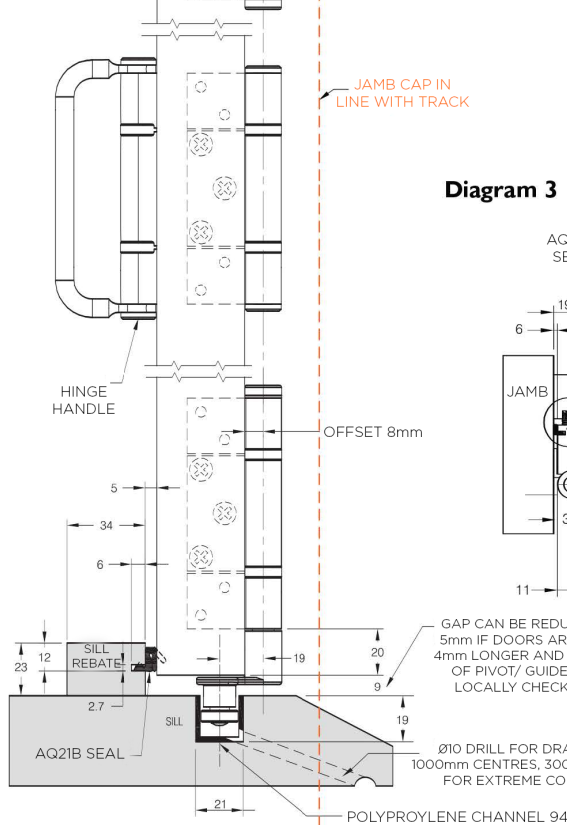 JAMB CAP IN
LINE WITH TRACK
Diagram 3
AQ
SE
19
6
JAMB
HINGE
HANDLE
OFFSET 8mm
5
34
6
3
11
GAP CAN BE REDU
5mm IF DOORS AR
4mm LONGER AND
OF PIVOT/ GUIDE
LOCALLY CHECK
SILL
REBATE
12
23
2.7
19
20
9
19
SILL
AQ21B SEAL
Ø10 DRILL FOR DRA
1000mm CENTRES, 300
FOR EXTREME CO
21
POLYPROYLENE CHANNEL 94